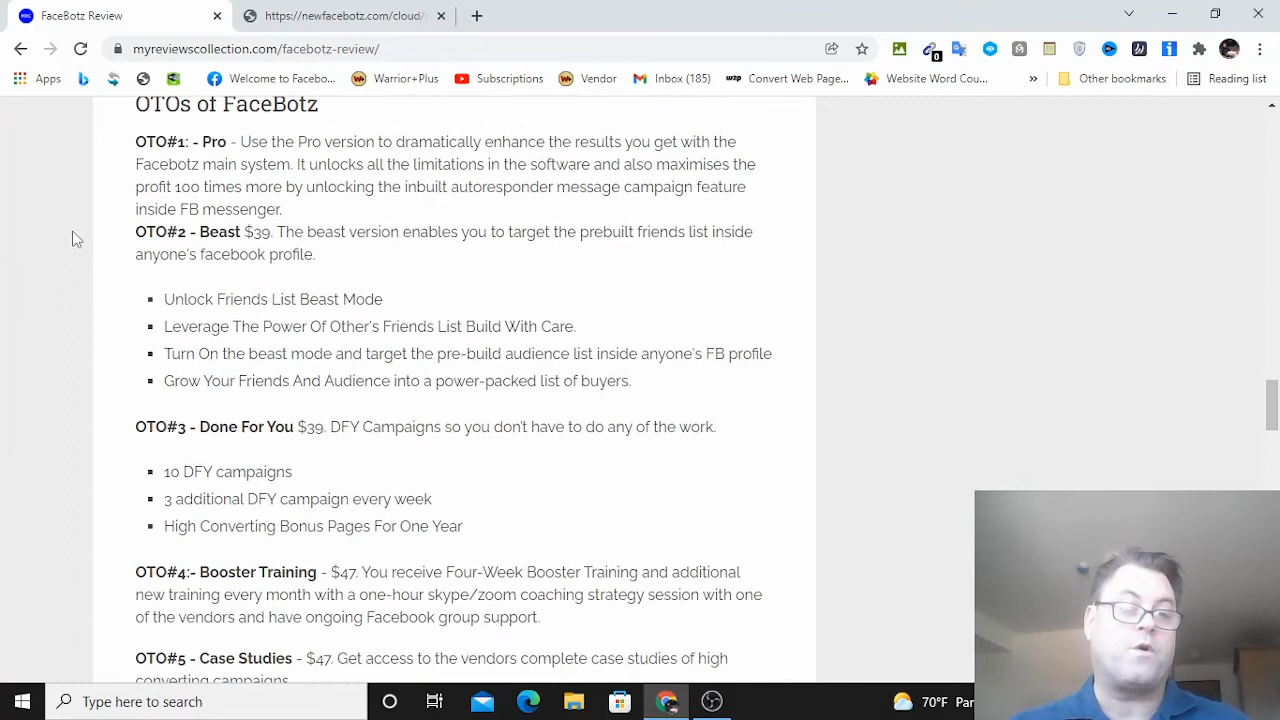 FaceBotz Review
https://newfacebotz.com/cloud/
myreviewscollection.com/facebotz-review/
0
Apps
Welcome to Facebo...
Warrior+Plus
Subscriptions
Vendor
Inbox (185)
Convert Web Page...
Website Word Cou...
»
Other bookmarks
Reading list
OTOs of FaceBotz
OTO#1: - Pro - Use the Pro version to dramatically enhance the results you get with the
Facebotz main system. It unlocks all the limitations in the software and also maximises the
profit 100 times more by unlocking the inbuilt autoresponder message campaign feature
inside FB messenger.
OTO#2 - Beast $39. The beast version enables you to target the prebuilt friends list inside
anyone's facebook profile.
Unlock Friends List Beast Mode
Leverage The Power Of Other's Friends List Build With Care.
Turn On the beast mode and target the pre-build audience list inside anyone's FB profile
Grow Your Friends And Audience into a power-packed list of buyers.
OTO#3 - Done For You $39. DFY Campaigns so you don't have to do any of the work.
10 DFY campaigns
3 additional DFY campaign every week
High Converting Bonus Pages For One Year
OTO#4:- Booster Training - $47. You receive Four-Week Booster Training and additional
new training every month with a one-hour skype/zoom coaching strategy session with one
of the vendors and have ongoing Facebook group support.
OTO#5 - Case Studies - $47. Get access to the vendors complete case studies of high
converting campaigns
Type here to search
70°F Par